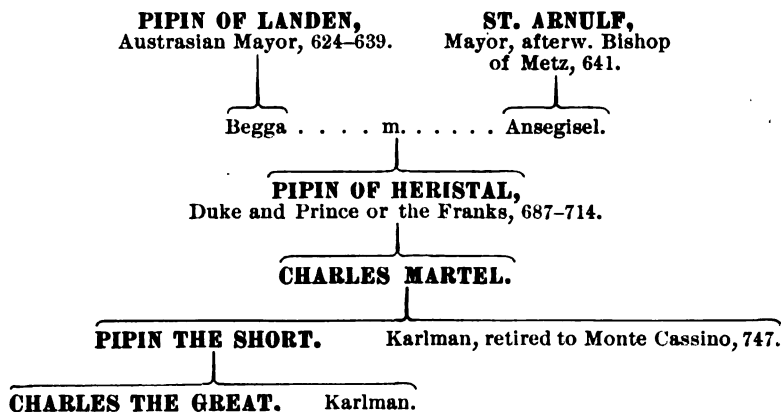 PIPIN OF LANDEN,
Austrasian Mayor, 624–639.
ST. ARNULF,
Mayor, afterw. Bishop
of Metz, 641.
Begga . . . . m. . . . . . . Ansegisel.
PIPIN OF HERISTAL,
Duke and Prince or the Franks, 687–714.
CHARLES MARTEL.
PIPIN THE SHORT. Karlman, retired to Monte Cassino, 747.
CHARLES THE GREAT. Karlman.